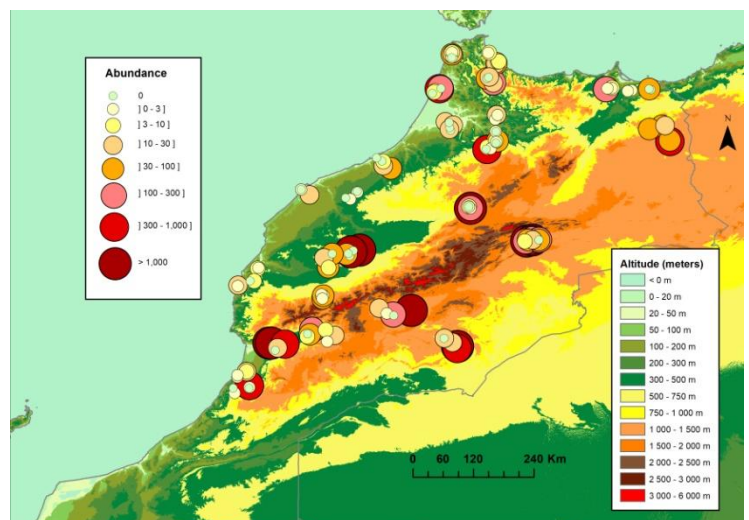 Abundance
0
] 0 - 3 ]
] 3 - 10 ]
] 10 - 30 ]
] 30 - 100 ]
] 100 - 300 ]
] 300 - 1,000 ]
> 1,000
N
Altitude (meters)
< 0 m
0 - 20 m
20 - 50 m
50 - 100 m
100 - 200 m
200 - 300 m
300 - 500 m
500 - 750 m
750 - 1 000 m
1 000 - 1 500 m
1 500 - 2 000 m
2 000 - 2 500 m
2 500 - 3 000 m
3 000 - 6 000 m
0 60 120 240 Km